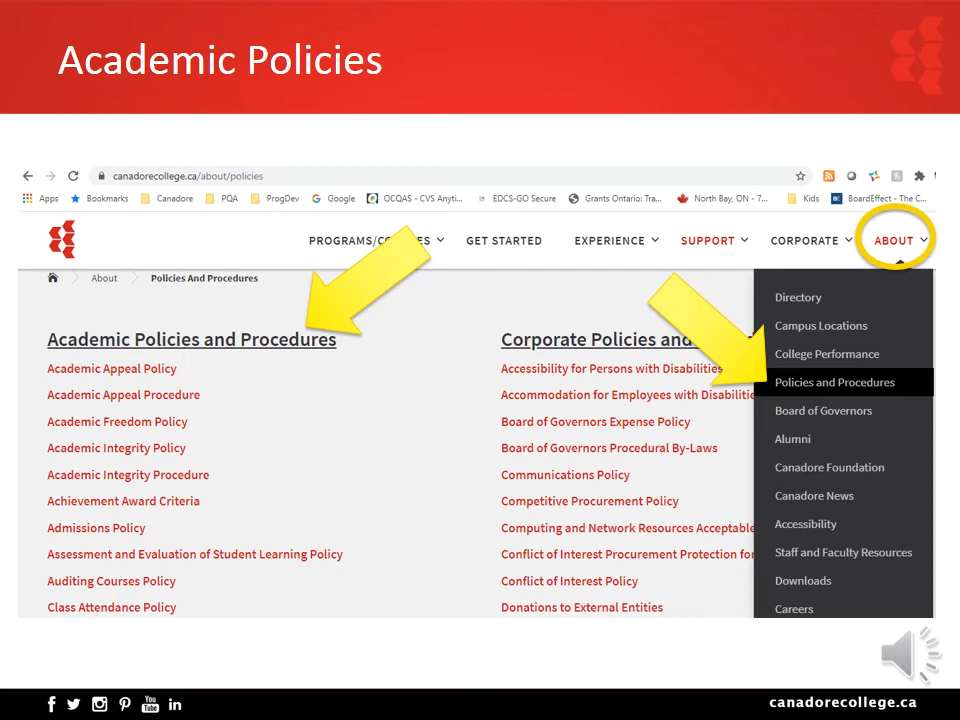 Academic Policies
canadorecollege.ca/about/policies
Apps Bookmarks Canadore PQA ProgDev Google OCQAS - CVS Anyti... EDCS-GO Secure Grants Ontario: Tra... North Bay, ON - 7... Kids BoardEffect - The C...
GET STARTED EXPERIENCE SUPPORT CORPORATE ABOUT
About Policies And Procedures
Academic Policies and Procedures
Academic Appeal Policy
Academic Appeal Procedure
Academic Freedom Policy
Academic Integrity Policy
Academic Integrity Procedure
Achievement Award Criteria
Admissions Policy
Assessment and Evaluation of Student Learning Policy
Auditing Courses Policy
Class Attendance Policy
Corporate Policies and
Accessibility for Persons with Disabilities
Accommodation for Employees with Disabilitie
Board of Governors Expense Policy
Board of Governors Procedural By-Laws
Communications Policy
Competitive Procurement Policy
Computing and Network Resources Acceptable
Conflict of Interest Procurement Protection for
Conflict of Interest Policy
Donations to External Entities
Directory
Campus Locations
College Performance
Policies and Procedures
Board of Governors
Alumni
Canadore Foundation
Canadore News
Accessibility
Staff and Faculty Resources
Downloads
Careers
You Tube
canadorecollege.ca